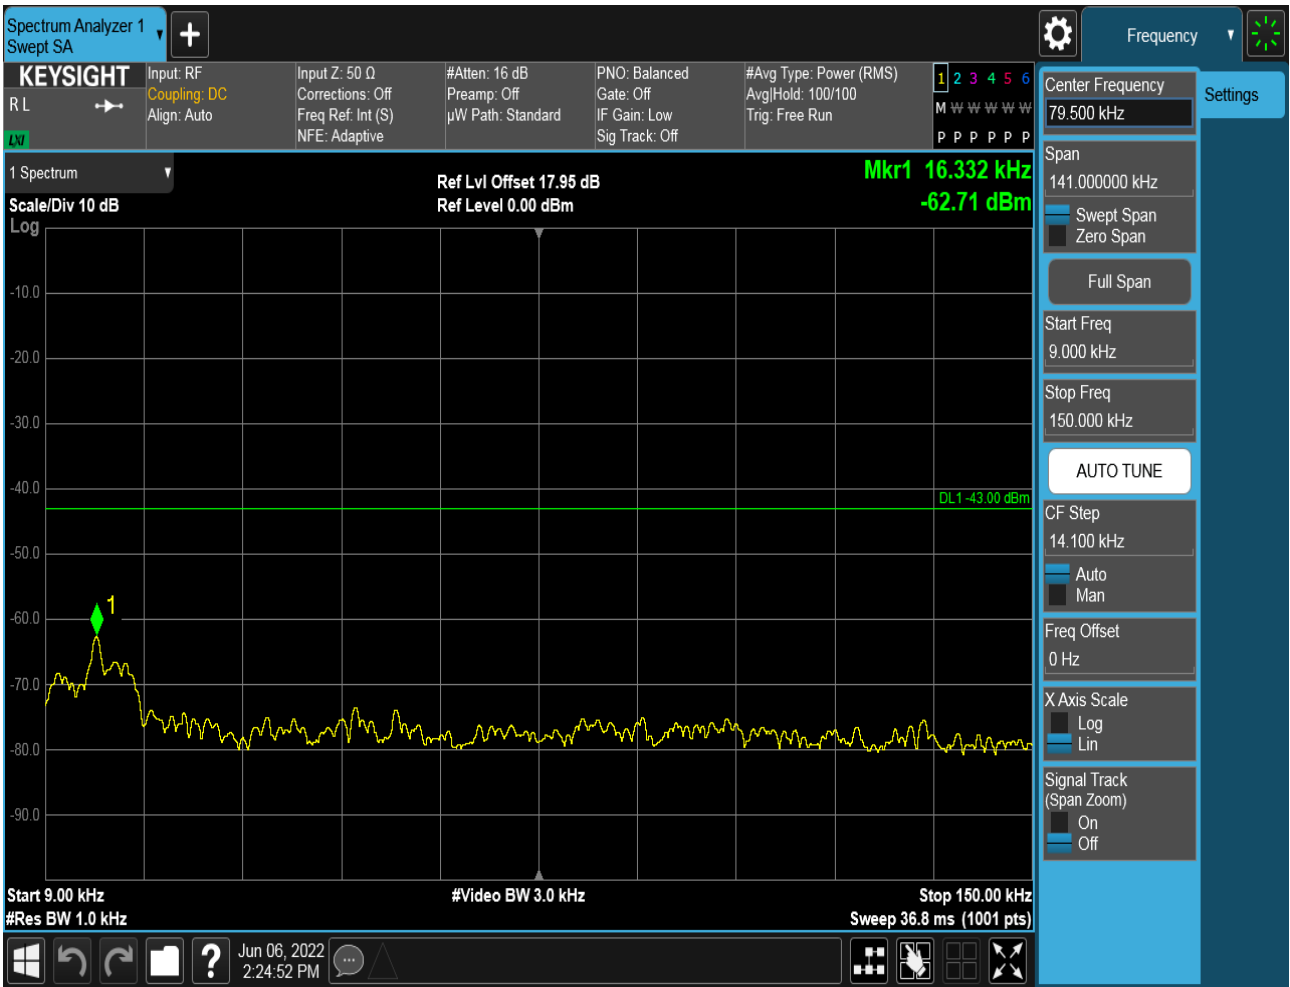 Spectrum Analyzer 1
Swept SA
Frequency
KEYSIGHT
R L
LXI
Input: RF
Coupling: DC
Align: Auto
Input Z: 50 Ω
Corrections: Off
Freq Ref: Int (S)
NFE: Adaptive
#Atten: 16 dB
Preamp: Off
µW Path: Standard
PNO: Balanced
Gate: Off
IF Gain: Low
Sig Track: Off
#Avg Type: Power (RMS)
Avg|Hold: 100/100
Trig: Free Run
1 2 3 4 5 6
M W W W W W
P P P P P P
1 Spectrum
Scale/Div 10 dB
Log
Ref Lvl Offset 17.95 dB
Ref Level 0.00 dBm
Mkr1 16.332 kHz
-62.71 dBm
-10.0
-20.0
-30.0
-40.0
DL1 -43.00 dBm
-50.0
1
-60.0
-70.0
-80.0
-90.0
Start 9.00 kHz
#Res BW 1.0 kHz
#Video BW 3.0 kHz
Stop 150.00 kHz
Sweep 36.8 ms (1001 pts)
Center Frequency
79.500 kHz
Settings
Span
141.000000 kHz
Swept Span
Zero Span
Full Span
Start Freq
9.000 kHz
Stop Freq
150.000 kHz
AUTO TUNE
CF Step
14.100 kHz
Auto
Man
Freq Offset
0 Hz
X Axis Scale
Log
Lin
Signal Track
(Span Zoom)
On
Off
?
Jun 06, 2022
2:24:52 PM